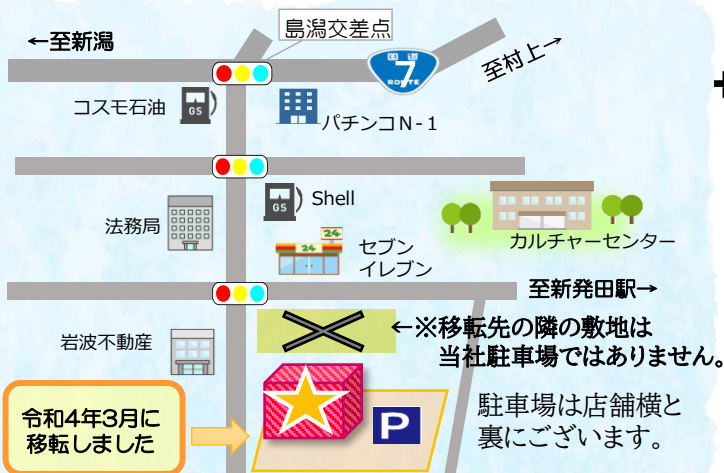 島潟交差点
←至新潟
国道
7
ROUTE
至村上→
コスモ石油
GS
パチンコN-1
GS
Shell
法務局
24
24
セブン
イレブン
カルチャーセンター
至新発田駅→
岩波不動産
←※移転先の隣の敷地は
当社駐車場ではありません。
令和4年3月に
移転しました
P
駐車場は店舗横と
裏にございます。